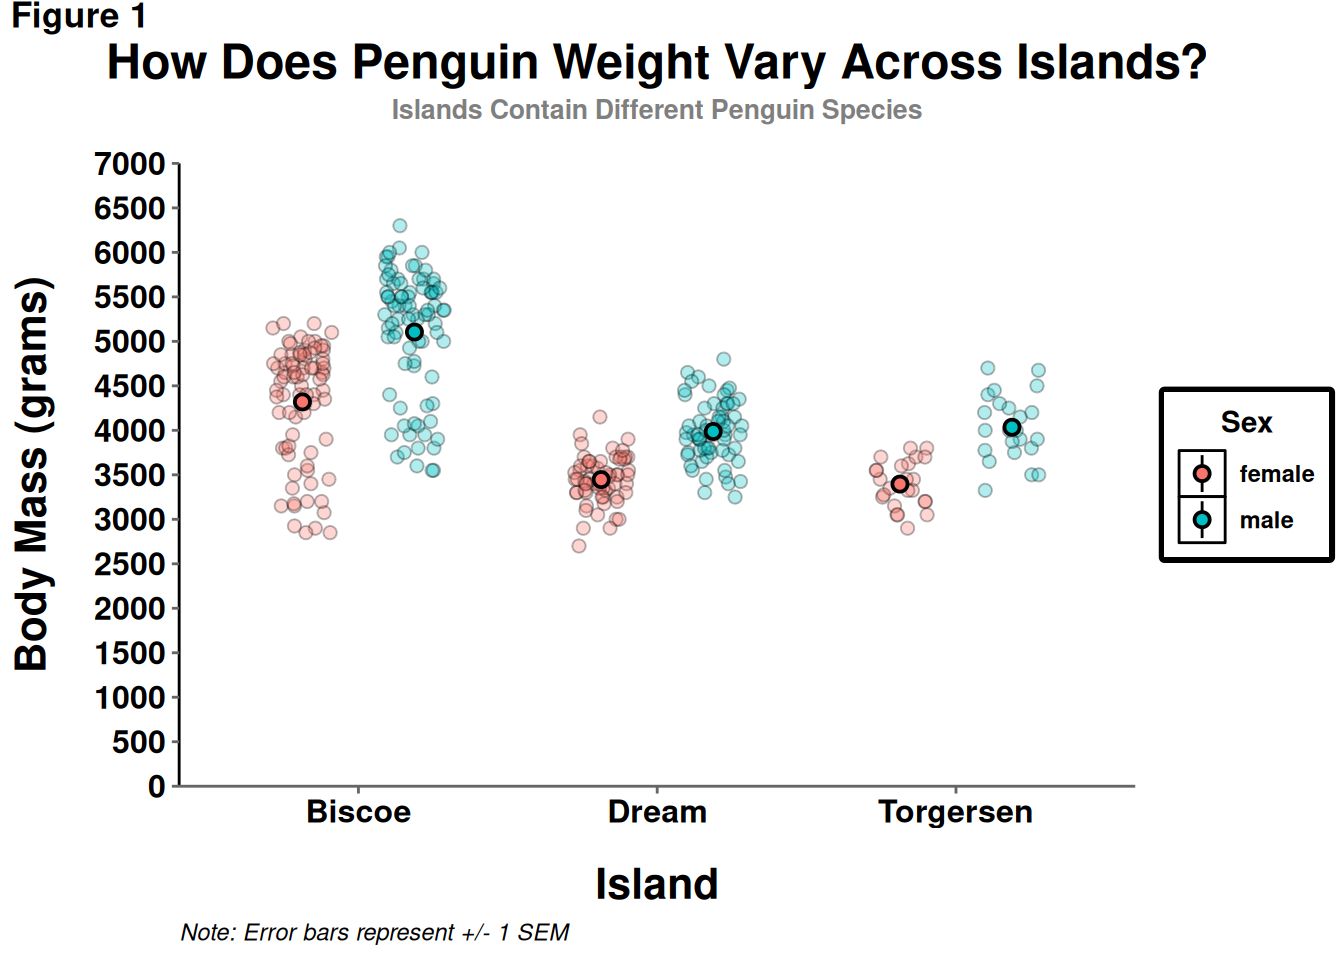 Figure 1
How Does Penguin Weight Vary Across Islands?
Islands Contain Different Penguin Species
7000
6500
6000
5500
5000
4500
4000
3500
3000
2500
2000
1500
1000
500
0
Body Mass (grams)
Biscoe
Dream
Torgersen
Island
Sex
female
male
Note: Error bars represent +/- 1 SEM